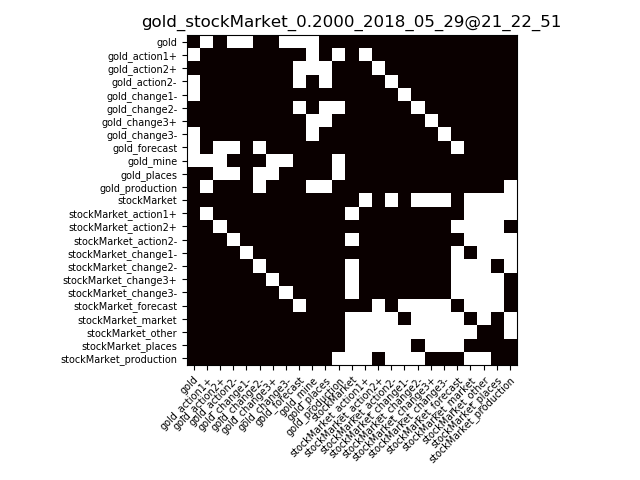 gold_stockMarket_0.2000_2018_05_29@21_22_51
gold
gold_action1+
gold_action2+
gold_action2-
gold_change1-
gold_change2-
gold_change3+
gold_change3-
gold_forecast
gold_mine
gold_places
gold_production
stockMarket
stockMarket_action1+
stockMarket_action2+
stockMarket_action2-
stockMarket_change1-
stockMarket_change2-
stockMarket_change3+
stockMarket_change3-
stockMarket_forecast
stockMarket_market
stockMarket_other
stockMarket_places
stockMarket_production
gold
gold_action1+
gold_action2+
gold_action2-
gold_change1-
gold_change2-
gold_change3+
gold_change3-
gold_forecast
gold_mine
gold_places
gold_production
stockMarket
stockMarket_action1+
stockMarket_action2+
stockMarket_action2-
stockMarket_change1-
stockMarket_change2-
stockMarket_change3+
stockMarket_change3-
stockMarket_forecast
stockMarket_market
stockMarket_other
stockMarket_places
stockMarket_production